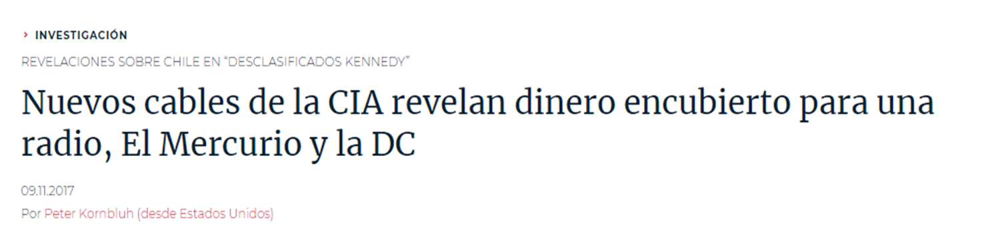 > INVESTIGACIÓN
REVELACIONES SOBRE CHILE EN “DESCLASIFICADOS KENNEDY”
Nuevos cables de la CIA revelan dinero encubierto para una
radio, El Mercurio y la DC
09.11.2017
Por Peter Kornbluh (desde Estados Unidos)